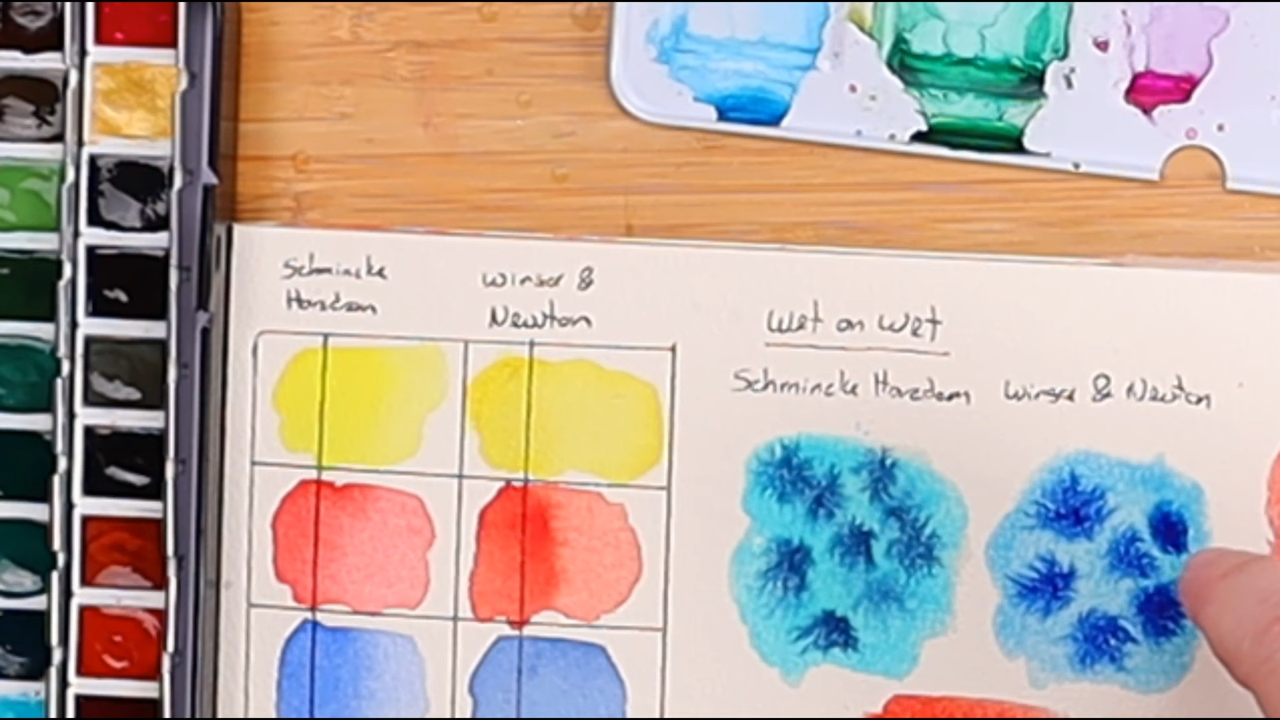 Schmincke
Horadam
Winsor &
Newton
Wet on Wet
Schmincke Horadam Winsor & Newton